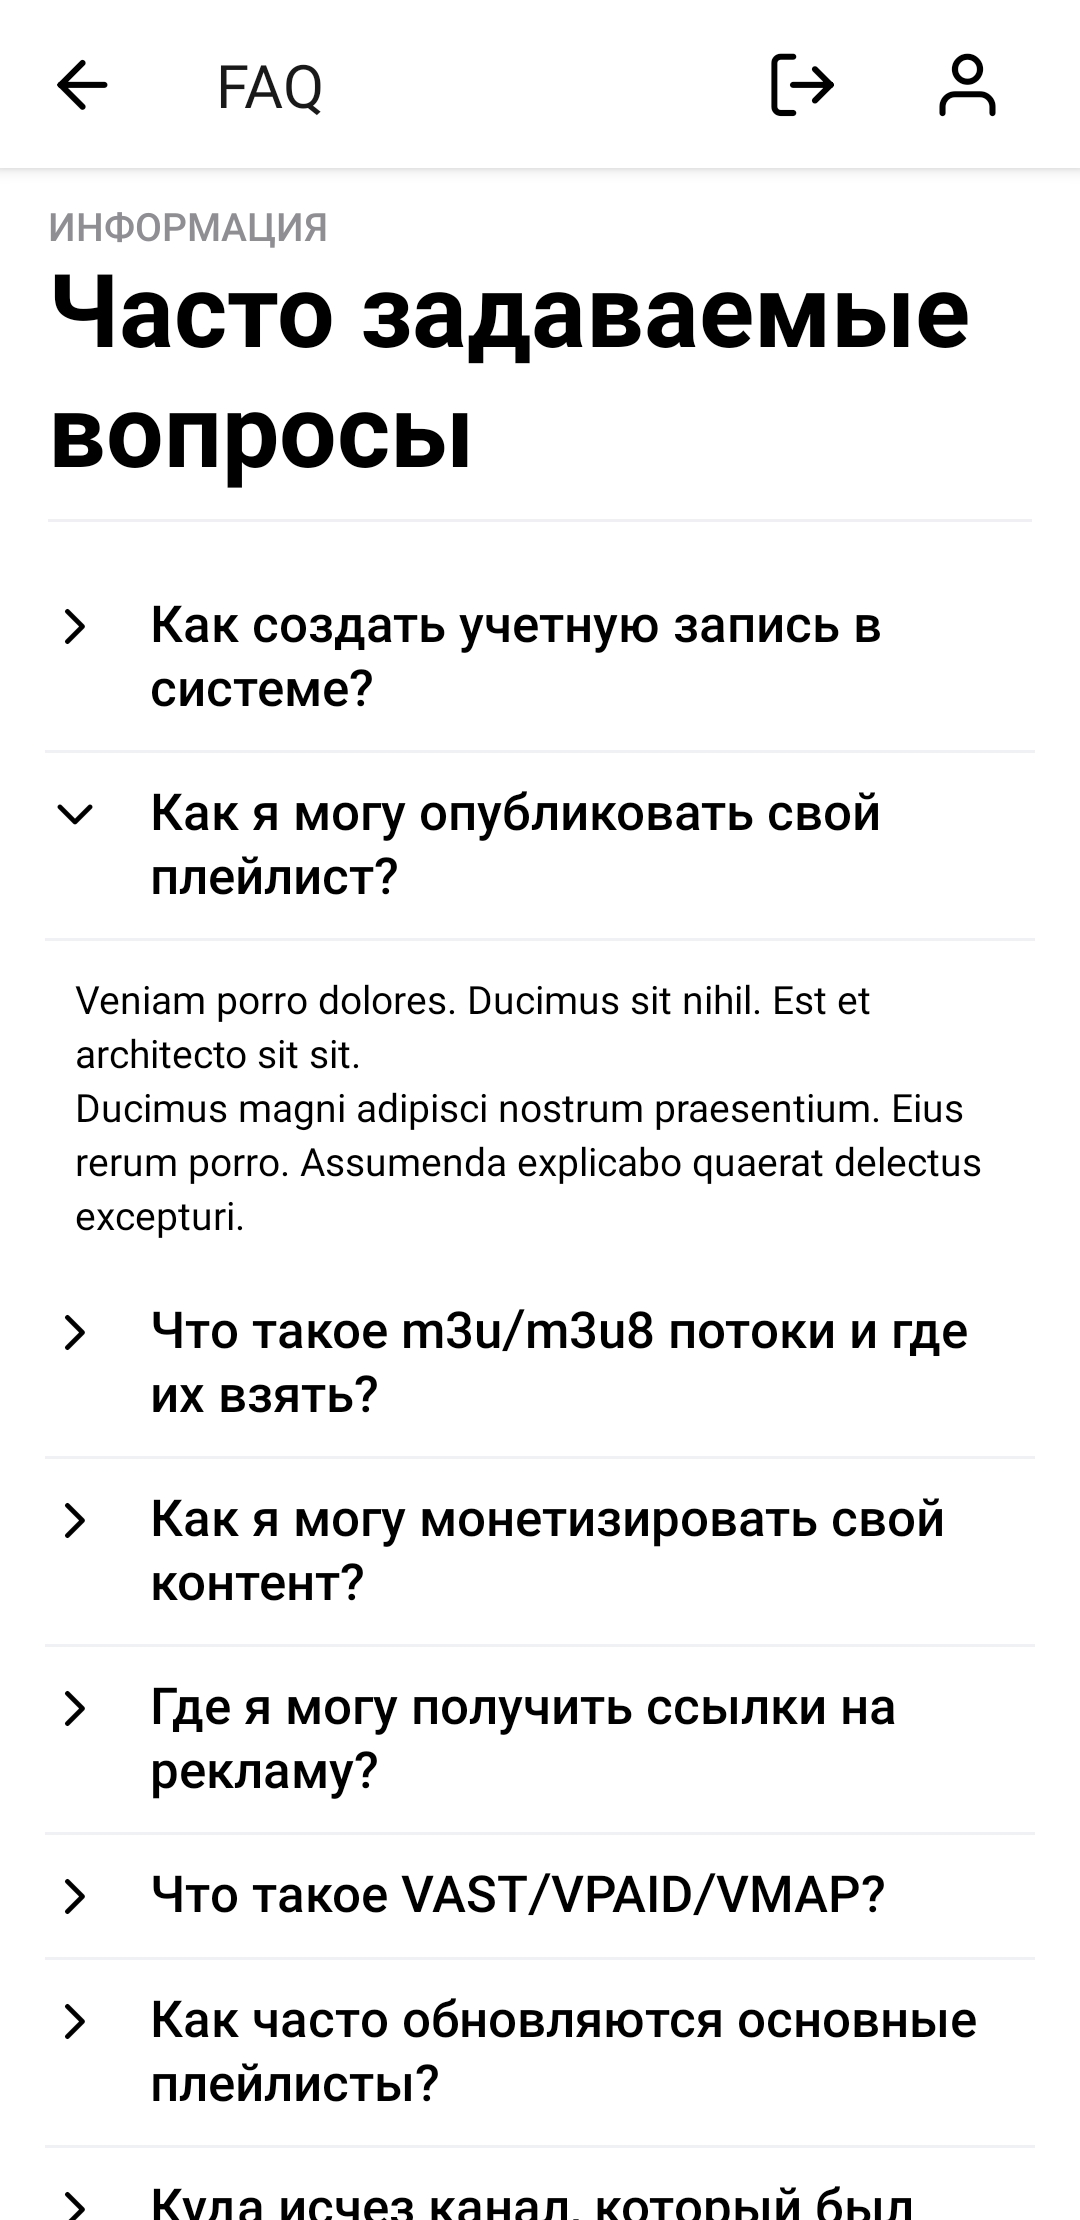 FAQ
ИНФОРМАЦИЯ
Часто задаваемые
вопросы
Как создать учетную запись в
системе?
Как я могу опубликовать свой
плейлист?
Veniam porro dolores. Ducimus sit nihil. Est et
architecto sit sit.
Ducimus magni adipisci nostrum praesentium. Eius
rerum porro. Assumenda explicabo quaerat delectus
excepturi.
Что такое m3u/m3u8 потоки и где
их взять?
Как я могу монетизировать свой
контент?
Где я могу получить ссылки на
рекламу?
Что такое VAST/VPAID/VMAP?
Как часто обновляются основные
плейлисты?
Куда исчез канал, который был